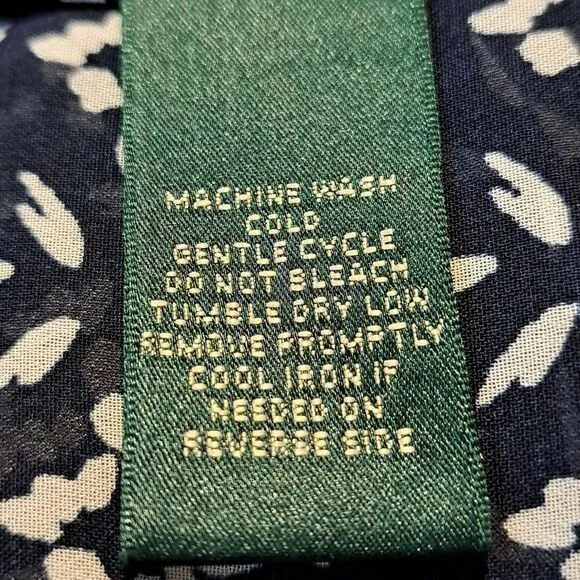 MACHINE WASH
COLD
GENTLE CYCLE
DO NOT BLEACH
TUMBLE DRY LOW
REMOVE PROMPTLY
COOL IRON IF
NEEDED ON
REVERSE SIDE